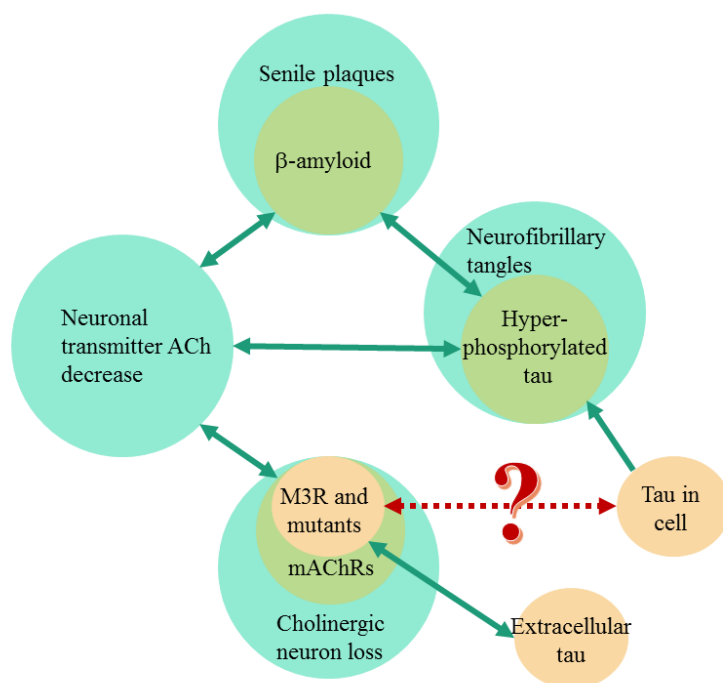 Senile plaques
β-amyloid
Neurofibrillary
tangles
Hyper-
phosphorylated
tau
Neuronal
transmitter ACh
decrease
M3R and
mutants
mAChRs
Cholinergic
neuron loss
?
Tau in
cell
Extracellular
tau